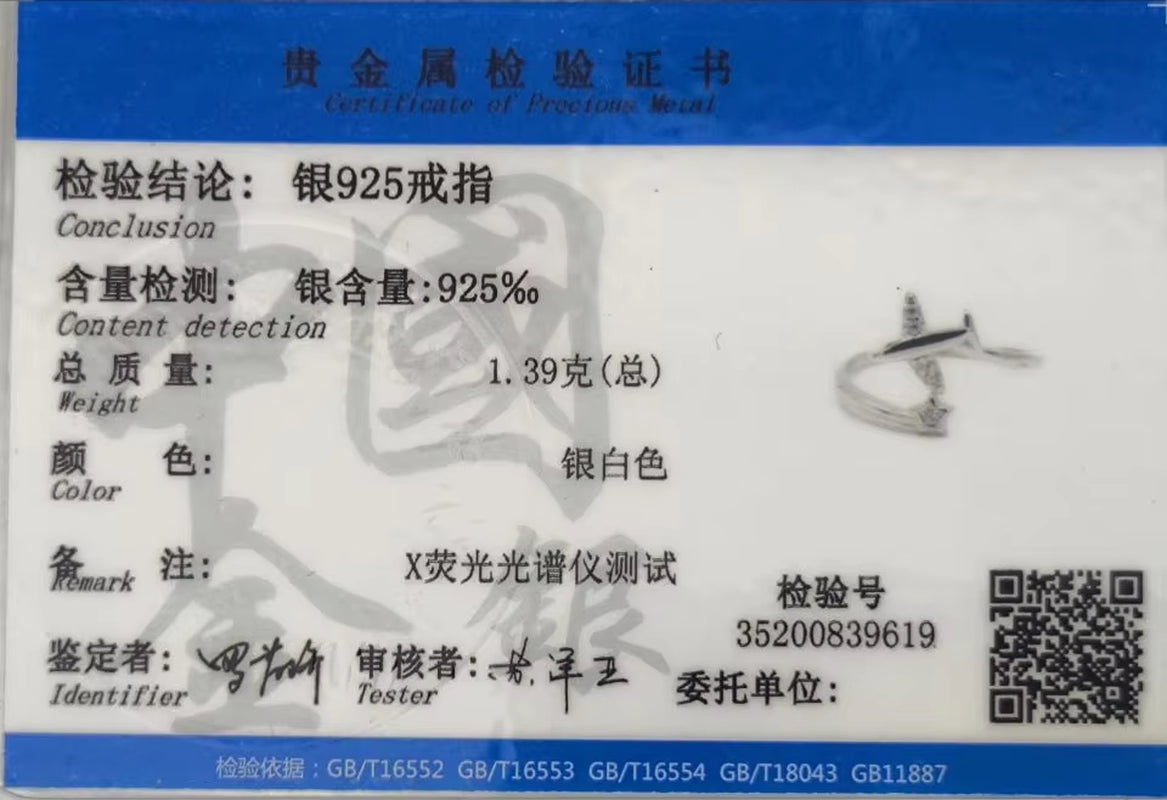 贵金属检验证书
Certificate of Precious Metal
检验结论: 银925戒指
Conclusion
含量检测: 银含量:925‰
Content detection
总质量: 1.39克(总)
Weight
颜色: 银白色
Color
备注: X荧光光谱仪测试
Remark
检验号
35200839619
鉴定者: 审核者:
Identifier Tester
委托单位:
检验依据:GB/T16552 GB/T16553 GB/T16554 GB/T18043 GB11887
中國金銀